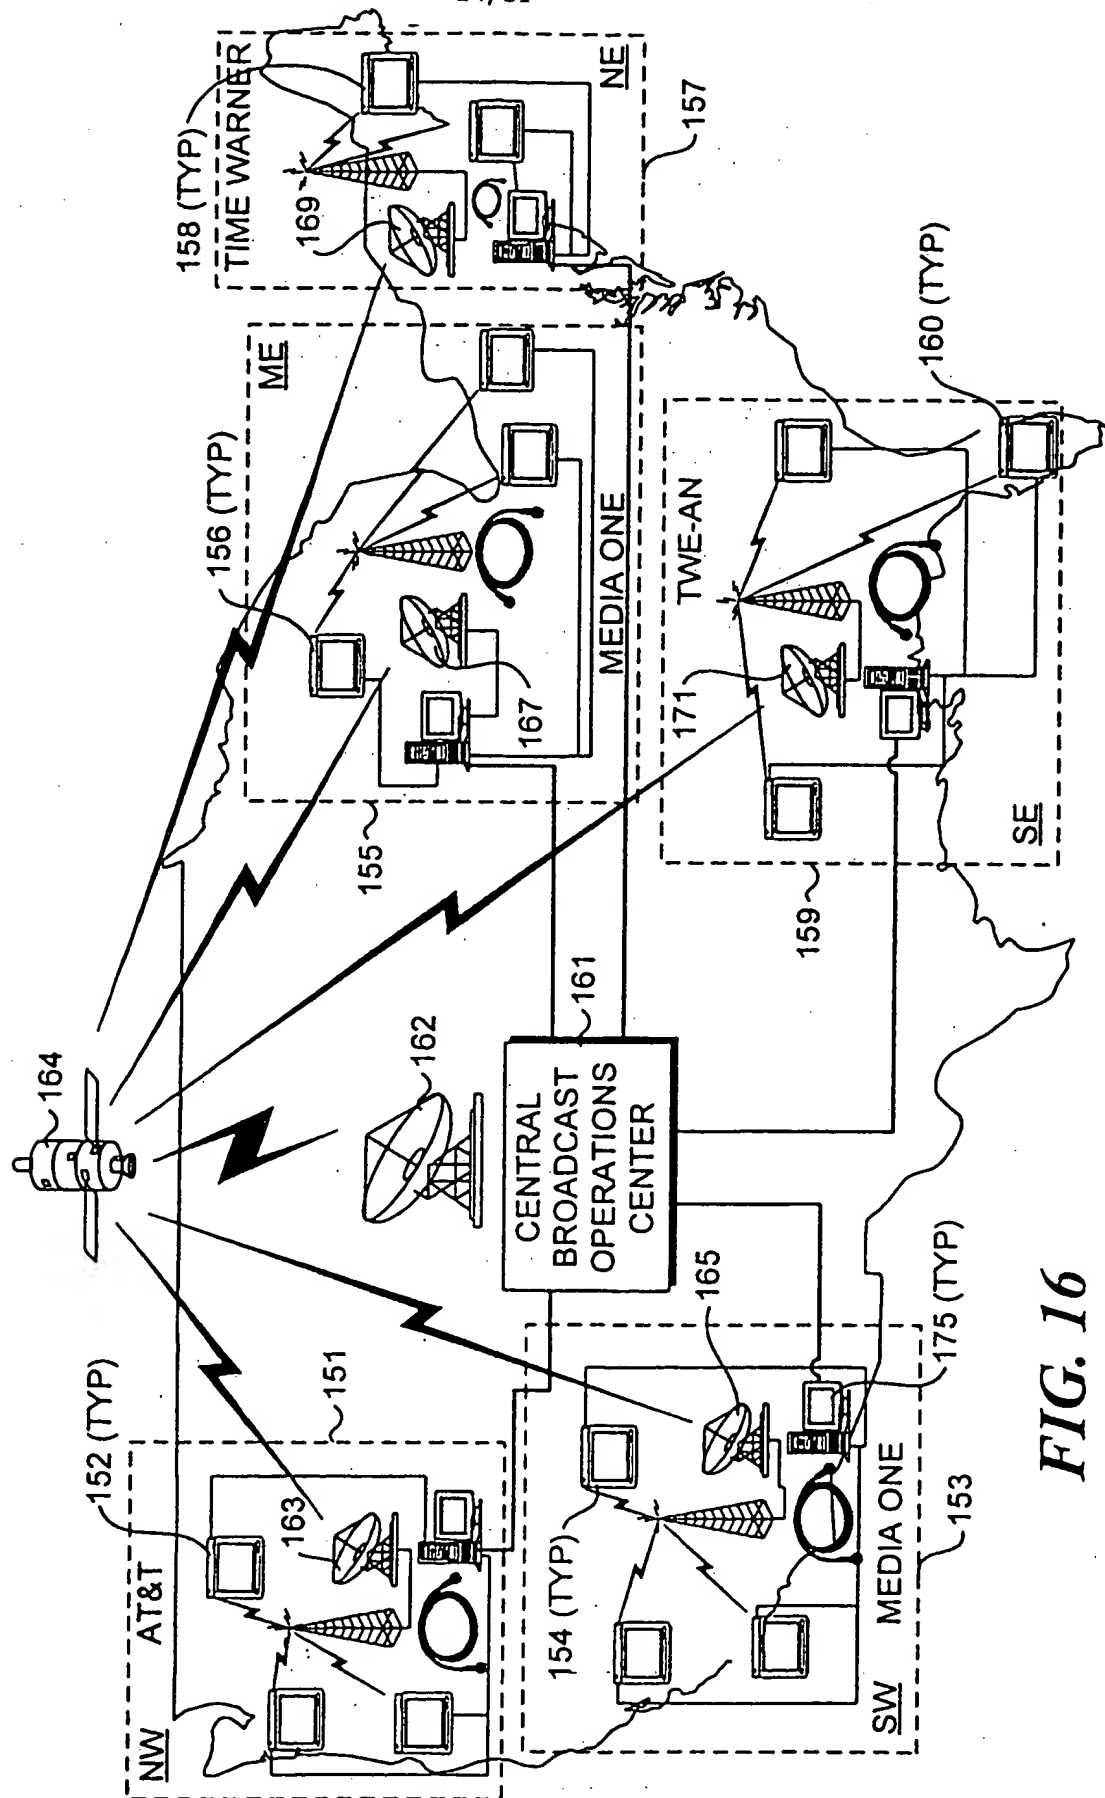 164
158 (TYP)
TIME WARNER
169
NE
157
156 (TYP)
ME
167
MEDIA ONE
155
152 (TYP)
AT&T
NW
163
151
162
161
CENTRAL
BROADCAST
OPERATIONS
CENTER
160 (TYP)
TWE-AN
171
SE
159
154 (TYP)
165
175 (TYP)
MEDIA ONE
SW
153
FIG. 16